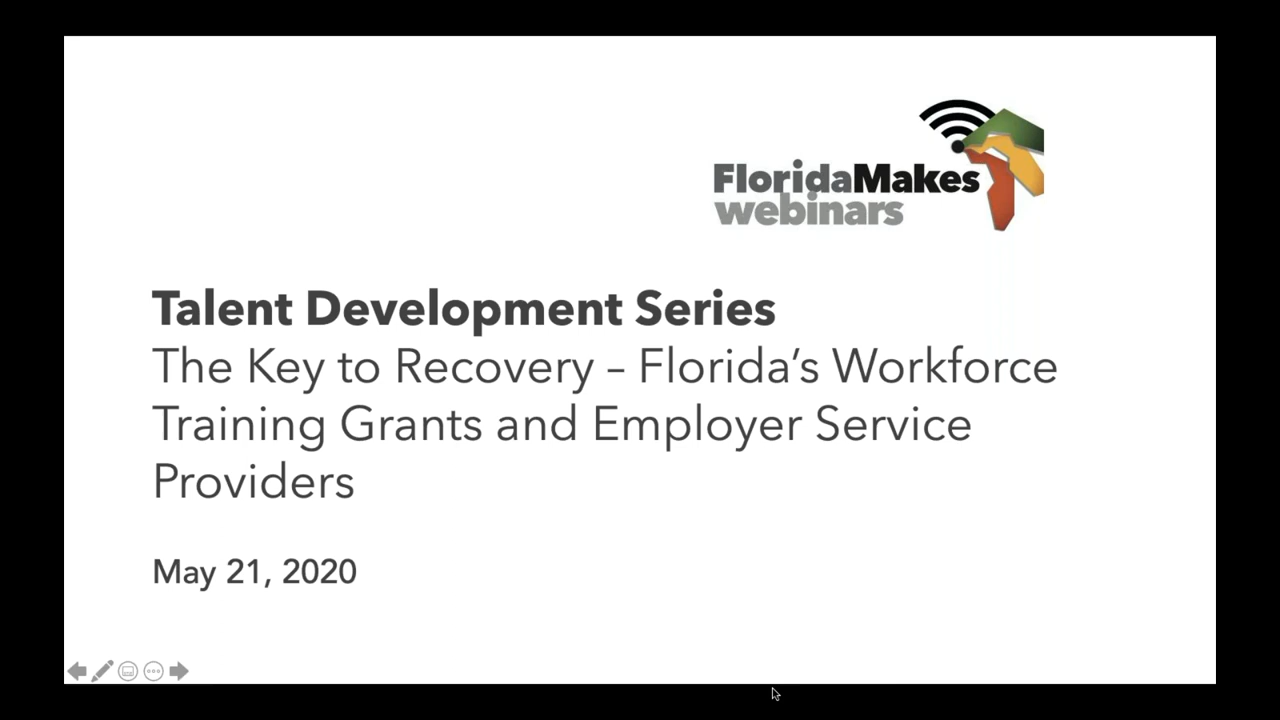 FloridaMakes
webinars
Talent Development Series
The Key to Recovery – Florida’s Workforce
Training Grants and Employer Service
Providers
May 21, 2020